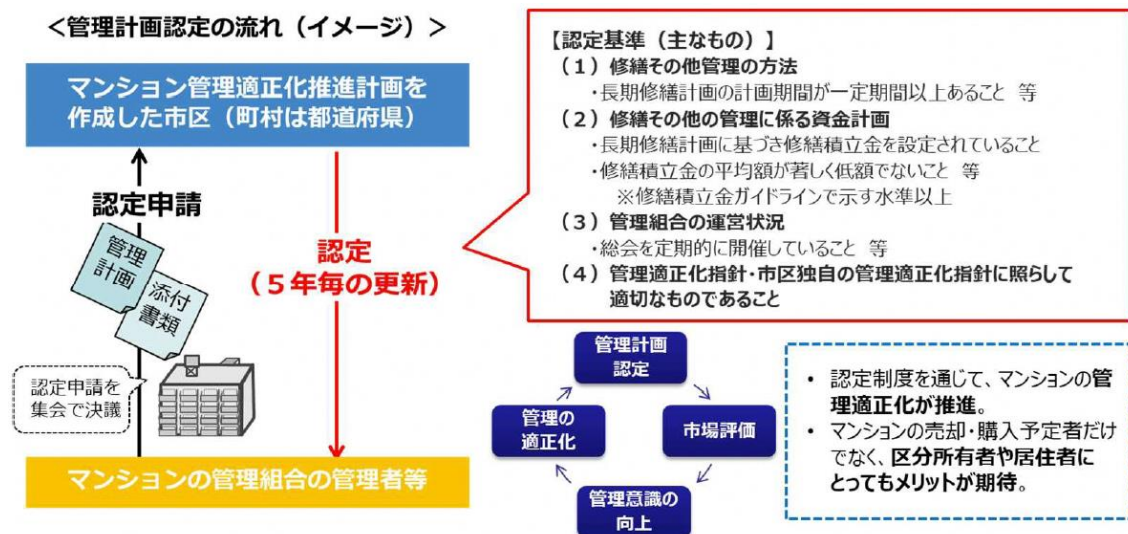 <管理計画認定の流れ(イメージ)>
マンション管理適正化推進計画を
作成した市区(町村は都道府県)
認定申請
管理
計画
添付
書類
認定申請を
集会で決議
認定
(5年毎の更新)
マンションの管理組合の管理者等
【認定基準(主なもの)】
(1)修繕その他管理の方法
・長期修繕計画の計画期間が一定期間以上あること 等
(2)修繕その他の管理に係る資金計画
・長期修繕計画に基づき修繕積立金を設定されていること
・修繕積立金の平均額が著しく低額でないこと 等
※修繕積立金ガイドラインで示す水準以上
(3)管理組合の運営状況
・総会を定期的に開催していること 等
(4)管理適正化指針・市区独自の管理適正化指針に照らして
適切なものであること
管理計画
認定
市場評価
管理意識の
向上
管理の
適正化
• 認定制度を通じて、マンションの管
理適正化が推進。
• マンションの売却・購入予定者だけ
でなく、区分所有者や居住者に
とってもメリットが期待。